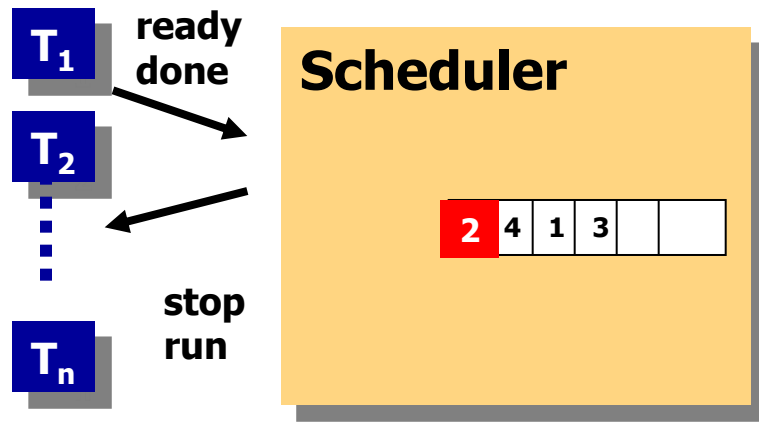 T₁
ready
done
Scheduler
T₂
2 4 1 3
stop
run
Tₙ